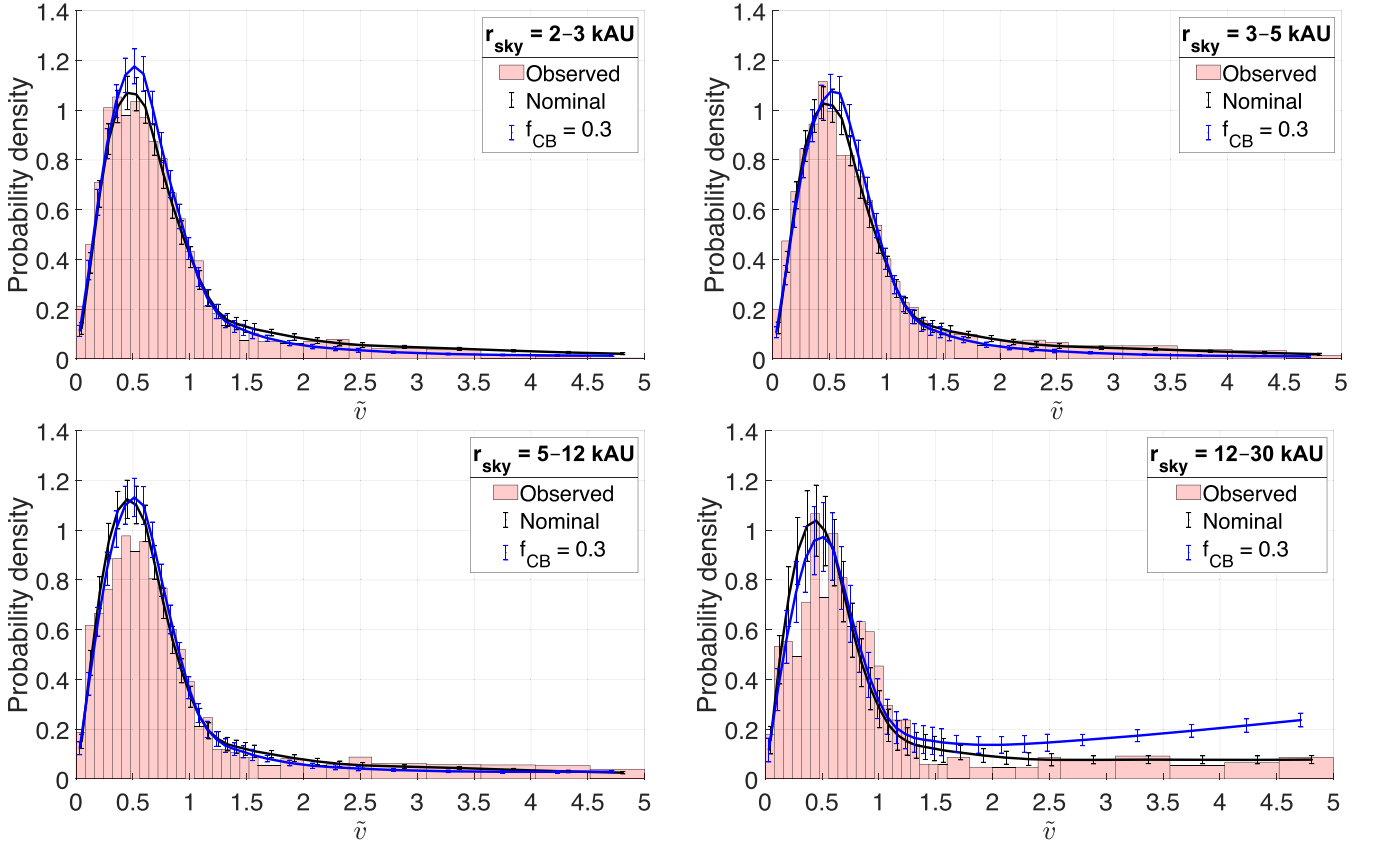 r_sky = 2–3 kAU
Observed
Nominal
f_CB = 0.3
Probability density
0
0.2
0.4
0.6
0.8
1
1.2
1.4
0 0.5 1 1.5 2 2.5 3 3.5 4 4.5 5
ṽ
r_sky = 3–5 kAU
Observed
Nominal
f_CB = 0.3
Probability density
0
0.2
0.4
0.6
0.8
1
1.2
1.4
0 0.5 1 1.5 2 2.5 3 3.5 4 4.5 5
ṽ
r_sky = 5–12 kAU
Observed
Nominal
f_CB = 0.3
Probability density
0
0.2
0.4
0.6
0.8
1
1.2
1.4
0 0.5 1 1.5 2 2.5 3 3.5 4 4.5 5
ṽ
r_sky = 12–30 kAU
Observed
Nominal
f_CB = 0.3
Probability density
0
0.2
0.4
0.6
0.8
1
1.2
1.4
0 0.5 1 1.5 2 2.5 3 3.5 4 4.5 5
ṽ